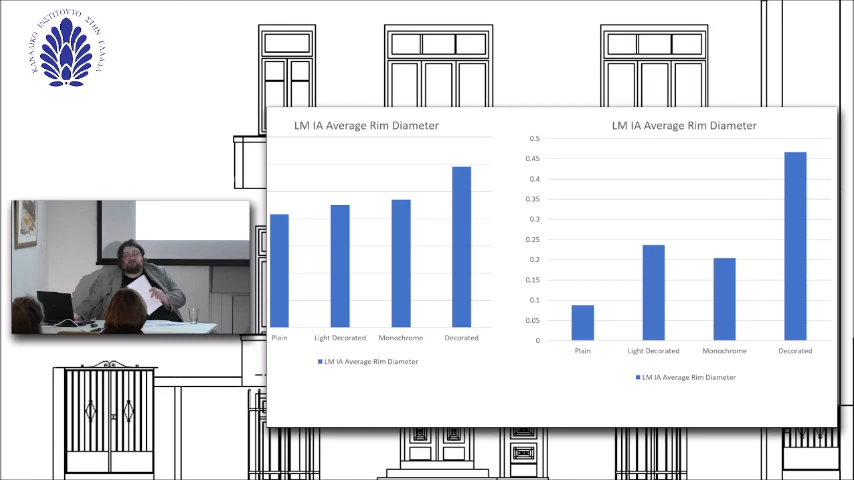 ΚΑΝΑΔΙΚΟ ΙΝΣΤΙΤΟΥΤΟ ΣΤΗΝ ΕΛΛΑΔΑ
LM IA Average Rim Diameter
Plain Light Decorated Monochrome Decorated
LM IA Average Rim Diameter
LM IA Average Rim Diameter
0.5
0.45
0.4
0.35
0.3
0.25
0.2
0.15
0.1
0.05
0
Plain Light Decorated Monochrome Decorated
LM IA Average Rim Diameter